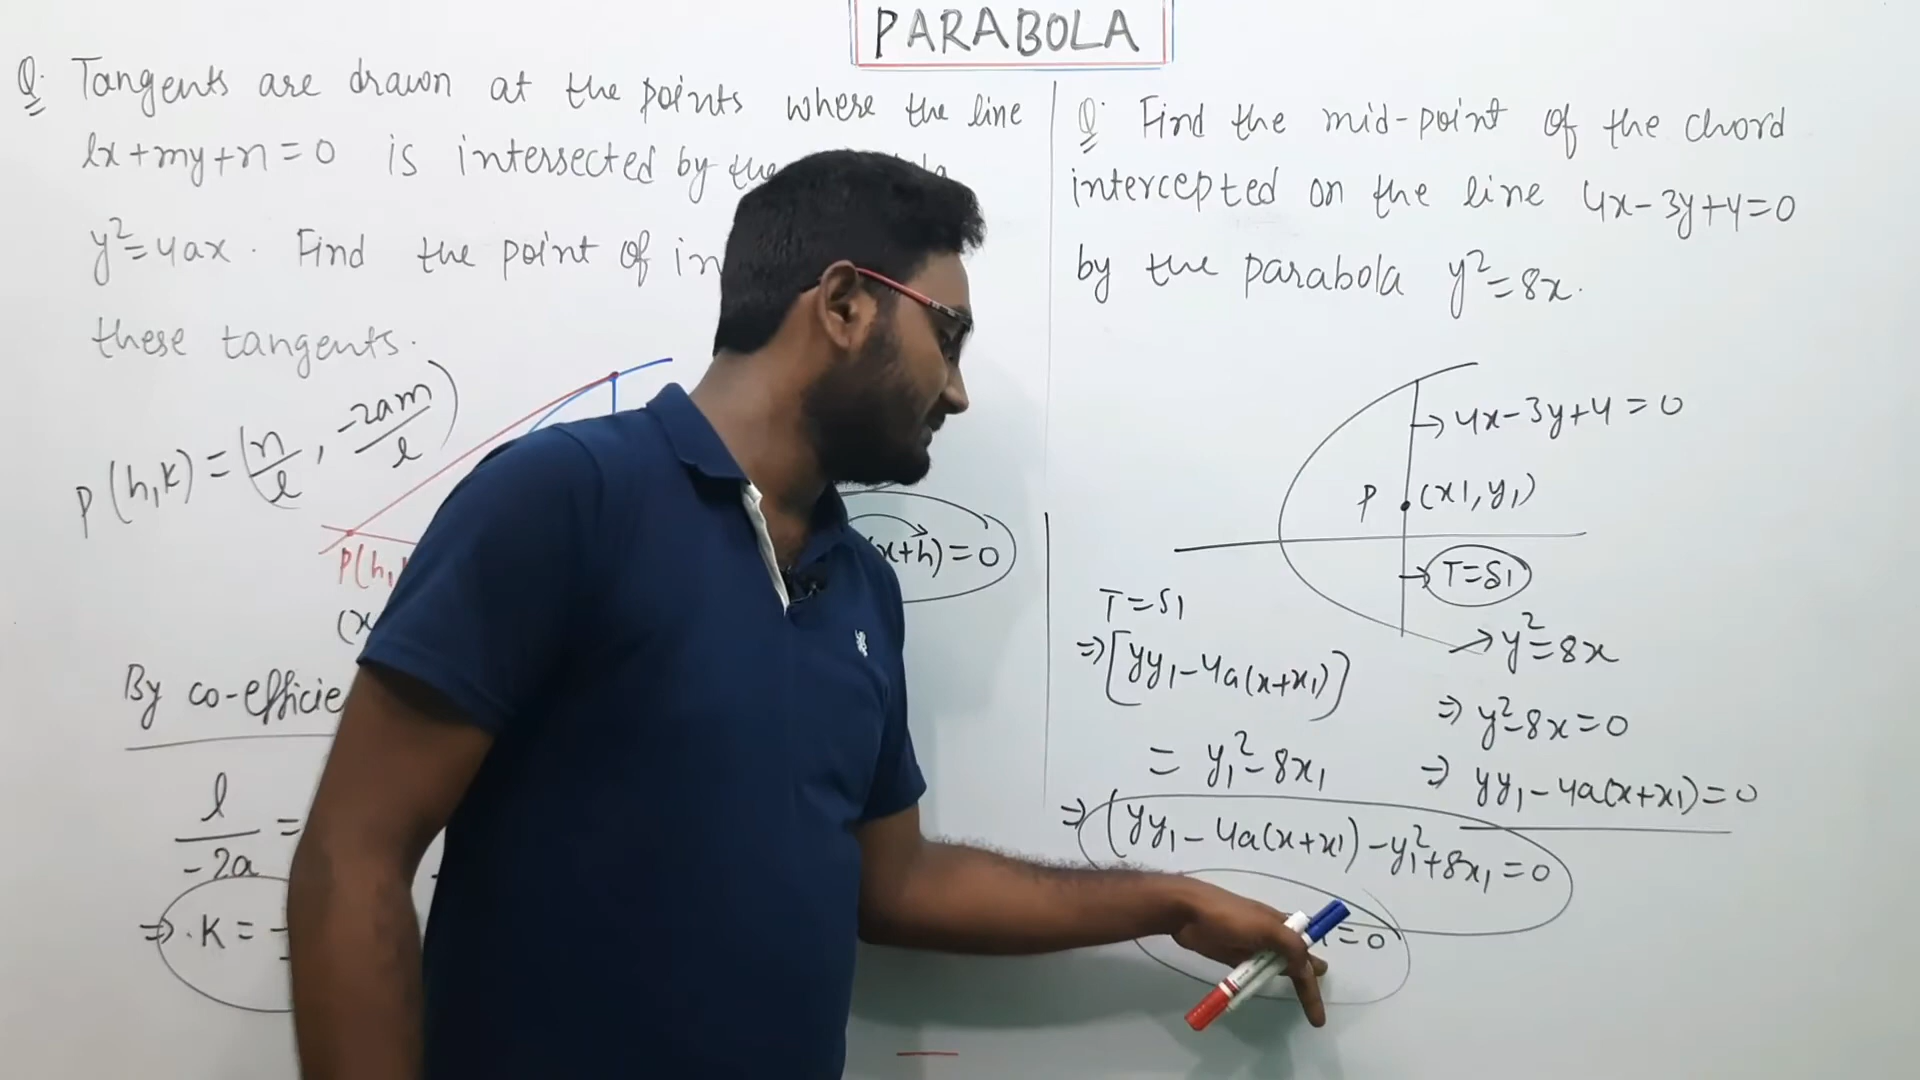 PARABOLA
Q: Tangents are drawn at the points where the line
lx+my+n=0 is intersected by the
y²=4ax. Find the point of in
these tangents.
P(h,k) = (n/l, -2am/l)
P(h,
(x
(x+h)=0
By co-efficie
l/-2a =
⇒ . K = -
Q: Find the mid-point of the chord
intercepted on the line 4x-3y+4=0
by the parabola y²=8x.
→ 4x-3y+4=0
P (x1,y₁)
→ T=S1
→ y²=8x
⇒ y²-8x=0
⇒ yy₁-4a(x+x₁)=0
T=S1
⇒ [yy₁-4a(x+x₁)]
= y₁²-8x₁
⇒ (yy₁-4a(x+x1)-y₁²+8x₁=0
=0